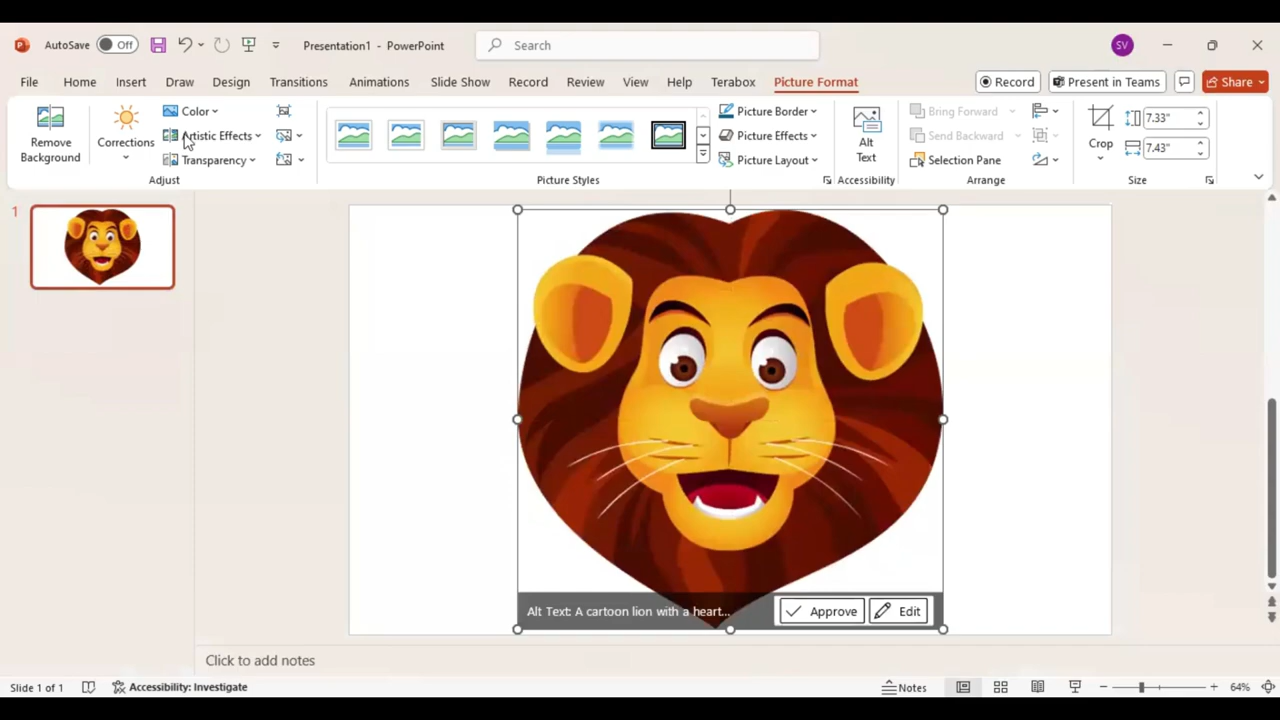 AutoSave Off Presentation1 - PowerPoint Search SV
File Home Insert Draw Design Transitions Animations Slide Show Record Review View Help Terabox Picture Format Record Present in Teams Share
Remove Background
Corrections
Color
Artistic Effects
Transparency
Adjust
Picture Border
Picture Effects
Picture Layout
Picture Styles
Alt Text
Accessibility
Bring Forward
Send Backward
Selection Pane
Arrange
Crop
7.33"
7.43"
Size
1
Alt Text: A cartoon lion with a heart... Approve Edit
Click to add notes
Slide 1 of 1 Accessibility: Investigate Notes 64%